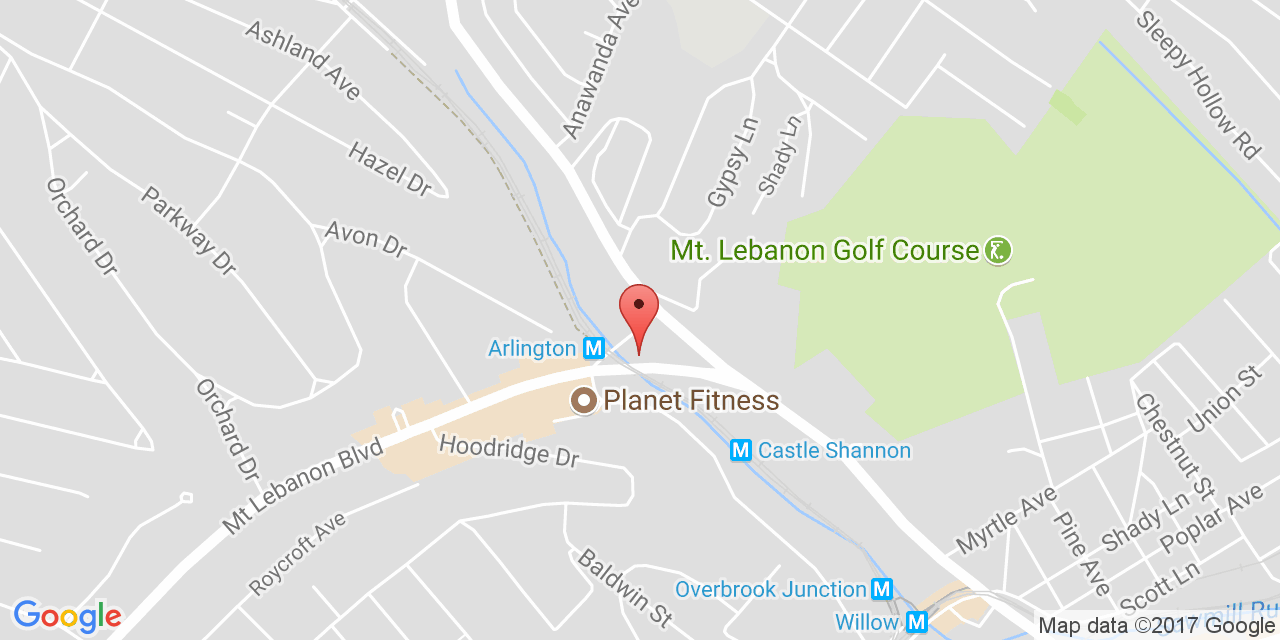 Ashland Ave
Anawanda Ave
Sleepy Hollow Rd
Hazel Dr
Gypsy Ln
Shady Ln
Orchard Dr
Parkway Dr
Avon Dr
Mt. Lebanon Golf Course
Arlington M
Planet Fitness
Orchard Dr
Mt Lebanon Blvd
Hoodridge Dr
M Castle Shannon
Union St
Chestnut St
Roycroft Ave
Myrtle Ave
Pine Ave
Shady Ln
Poplar Ave
Baldwin St
Overbrook Junction M
Scott Ln
Willow M
Google
Map data ©2017 Google